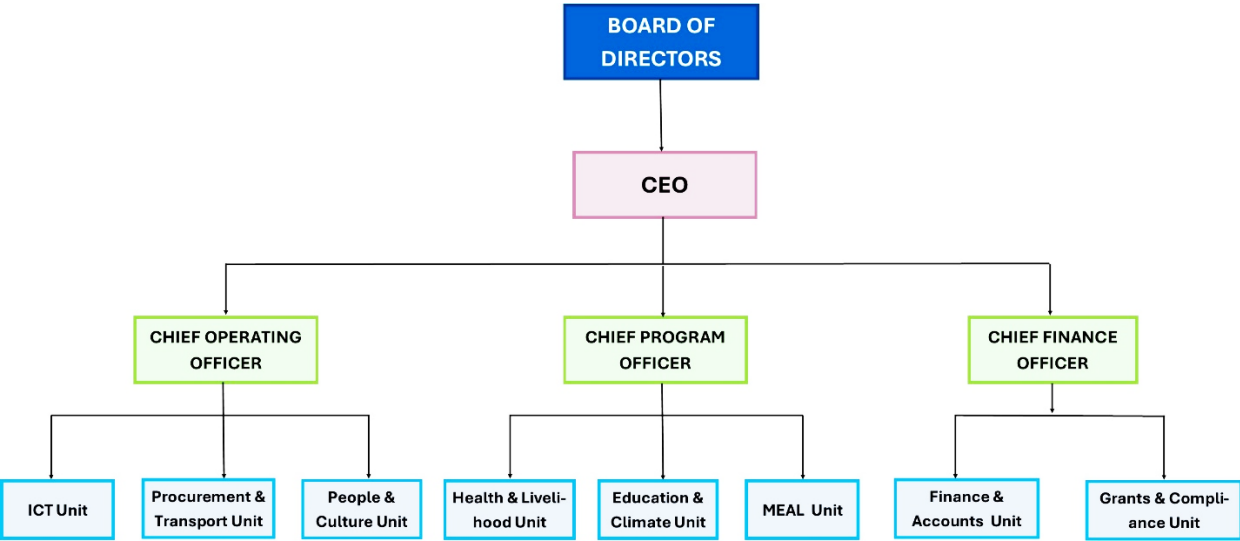 BOARD OF
DIRECTORS
CEO
CHIEF OPERATING
OFFICER
CHIEF PROGRAM
OFFICER
CHIEF FINANCE
OFFICER
ICT Unit
Procurement &
Transport Unit
People &
Culture Unit
Health & Liveli-
hood Unit
Education &
Climate Unit
MEAL Unit
Finance &
Accounts Unit
Grants & Compli-
ance Unit